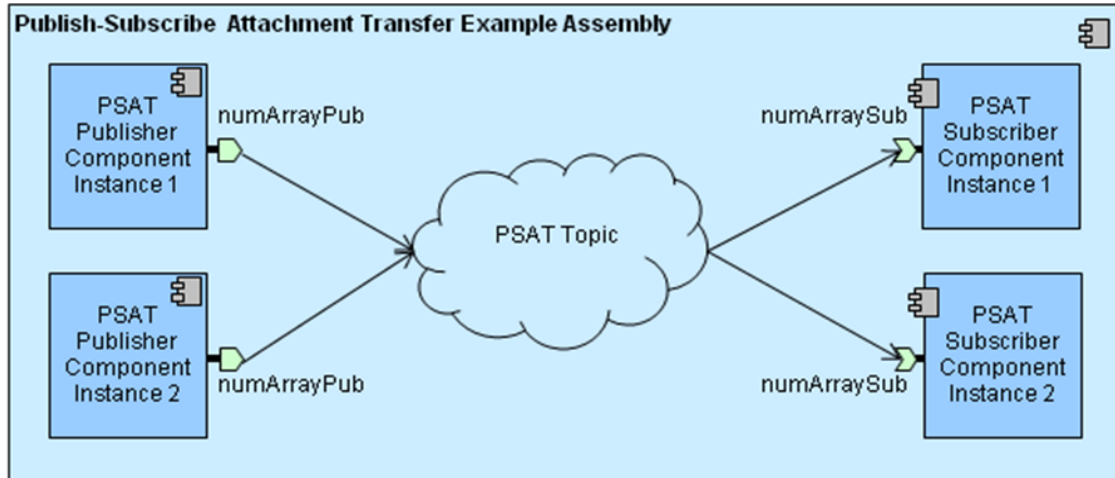 Publish-Subscribe Attachment Transfer Example Assembly
PSAT
Publisher
Component
Instance 1
numArrayPub
PSAT
Publisher
Component
Instance 2
numArrayPub
PSAT Topic
numArraySub
PSAT
Subscriber
Component
Instance 1
numArraySub
PSAT
Subscriber
Component
Instance 2